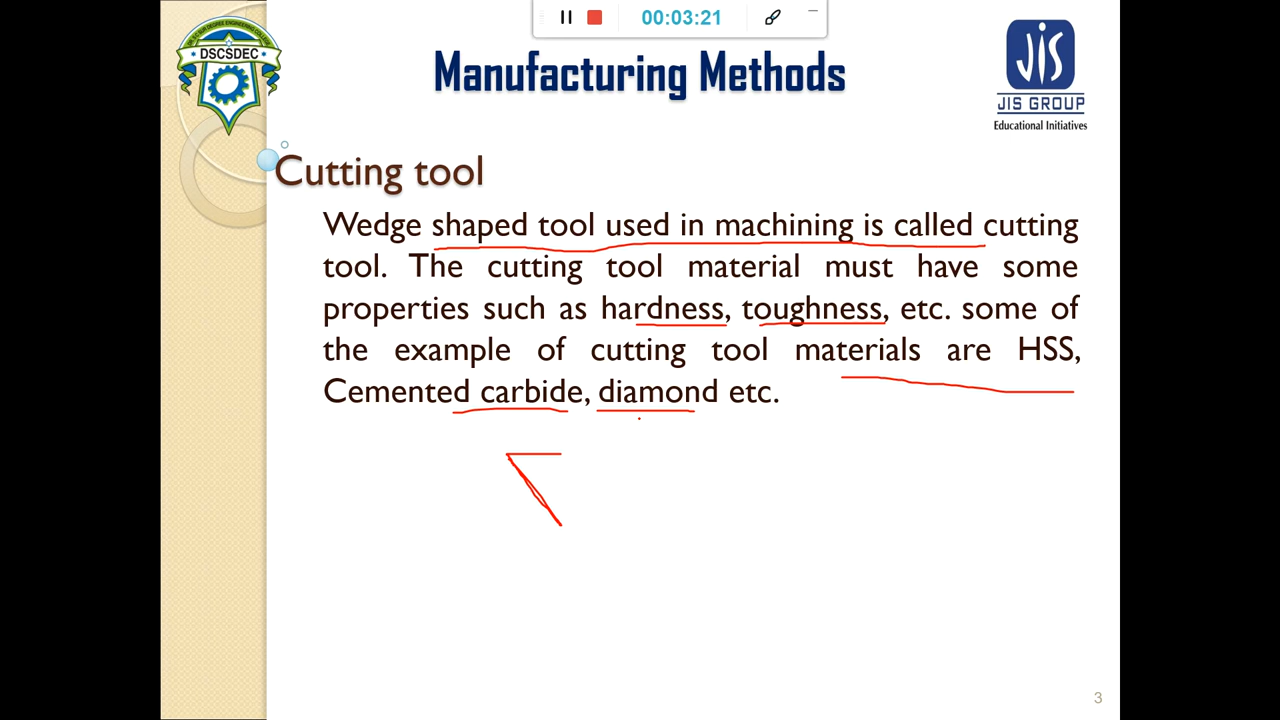 00:03:21
DSCSDEC
Manufacturing Methods
JIS
JIS GROUP
Educational Initiatives
Cutting tool
Wedge shaped tool used in machining is called cutting
tool. The cutting tool material must have some
properties such as hardness, toughness, etc. some of
the example of cutting tool materials are HSS,
Cemented carbide, diamond etc.
3